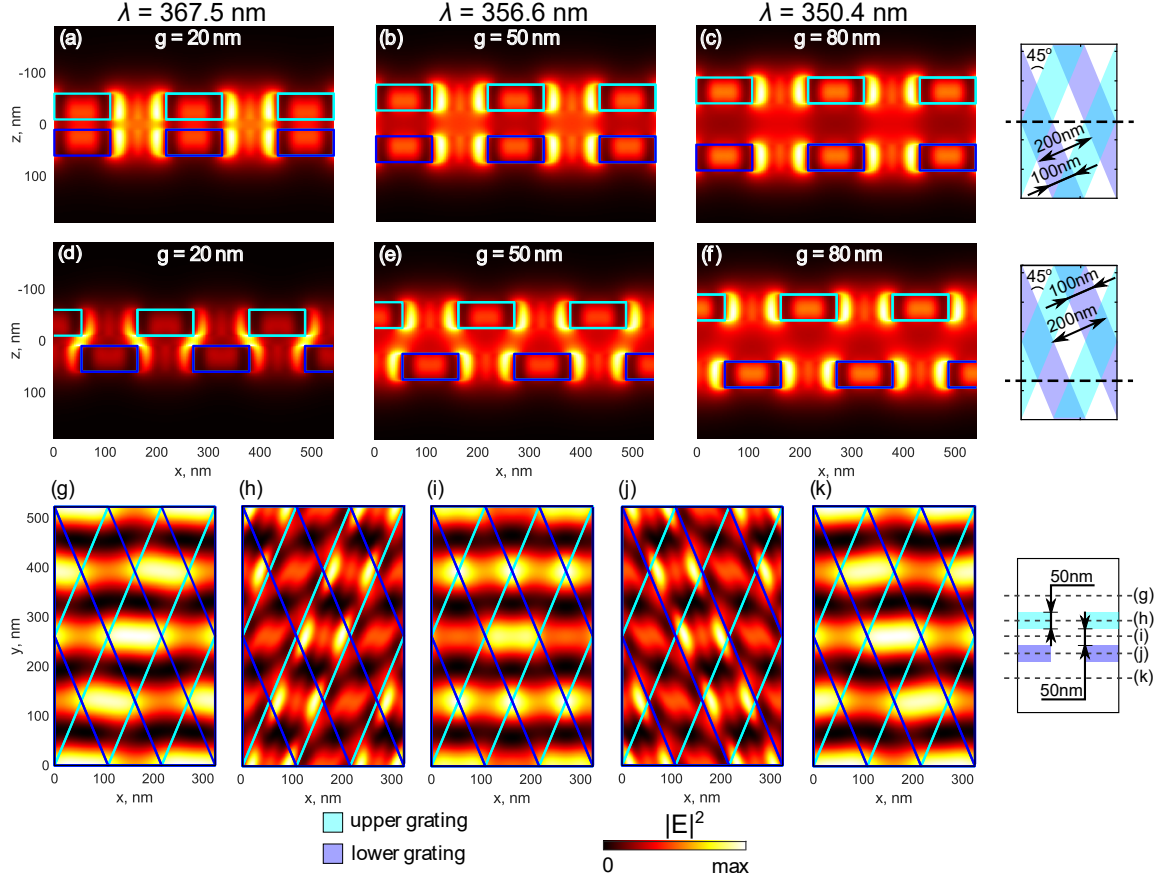 λ = 367.5 nm
λ = 356.6 nm
λ = 350.4 nm
(a)
g = 20 nm
(b)
g = 50 nm
(c)
g = 80 nm
-100
0
100
z, nm
45º
200nm
100nm
(d)
g = 20 nm
(e)
g = 50 nm
(f)
g = 80 nm
-100
0
100
z, nm
0 100 200 300 400 500
x, nm
0 100 200 300 400 500
x, nm
0 100 200 300 400 500
x, nm
45º
100nm
200nm
(g)
(h)
(i)
(j)
(k)
500
400
300
200
100
0
y, nm
0 100 200 300
x, nm
0 100 200 300
x, nm
0 100 200 300
x, nm
0 100 200 300
x, nm
0 100 200 300
x, nm
50nm
(g)
(h)
(i)
(j)
(k)
50nm
upper grating
lower grating
|E|²
0 max